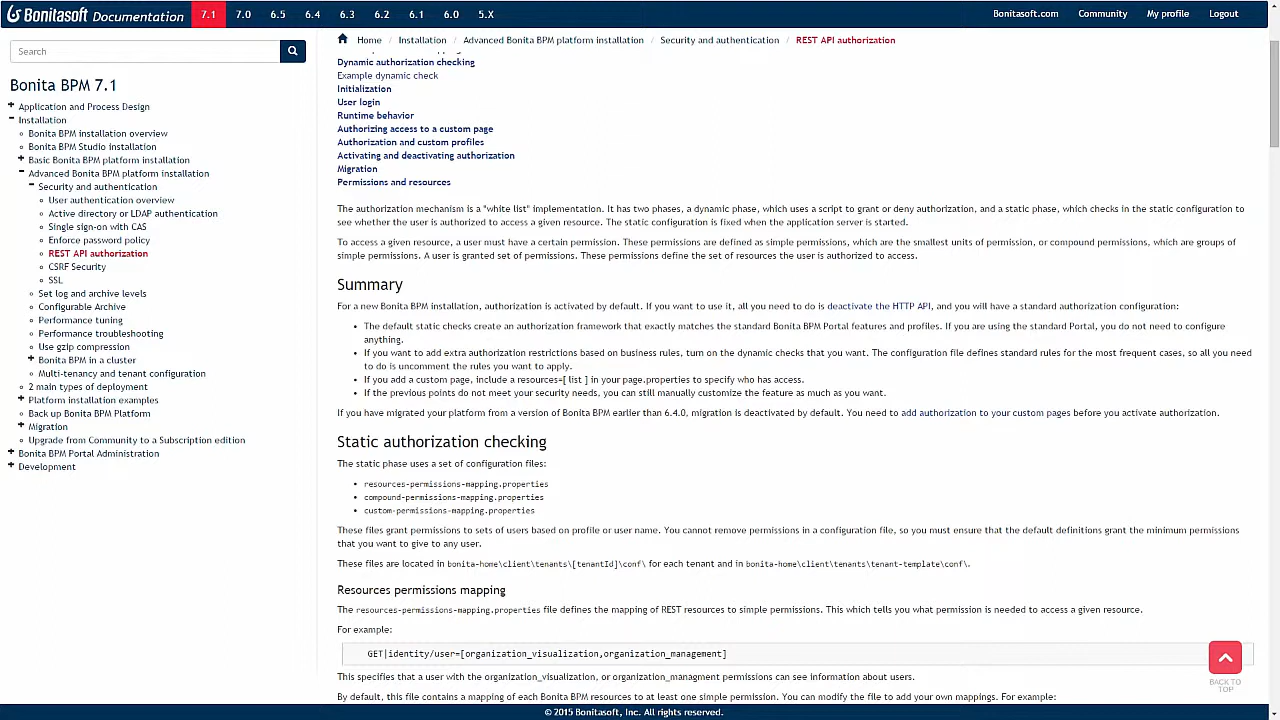 Bonitasoft Documentation 7.1 7.0 6.5 6.4 6.3 6.2 6.1 6.0 5.X Bonitasoft.com Community My profile Logout
Search
Bonita BPM 7.1
Application and Process Design
Installation
Bonita BPM installation overview
Bonita BPM Studio installation
Basic Bonita BPM platform installation
Advanced Bonita BPM platform installation
Security and authentication
User authentication overview
Active directory or LDAP authentication
Single sign-on with CAS
Enforce password policy
REST API authorization
CSRF Security
SSL
Set log and archive levels
Configurable Archive
Performance tuning
Performance troubleshooting
Use gzip compression
Bonita BPM in a cluster
Multi-tenancy and tenant configuration
2 main types of deployment
Platform installation examples
Back up Bonita BPM Platform
Migration
Upgrade from Community to a Subscription edition
Bonita BPM Portal Administration
Development
Home / Installation / Advanced Bonita BPM platform installation / Security and authentication / REST API authorization
Dynamic authorization checking
Example dynamic check
Initialization
User login
Runtime behavior
Authorizing access to a custom page
Authorization and custom profiles
Activating and deactivating authorization
Migration
Permissions and resources
The authorization mechanism is a "white list" implementation. It has two phases, a dynamic phase, which uses a script to grant or deny authorization, and a static phase, which checks in the static configuration to
see whether the user is authorized to access a given resource. The static configuration is fixed when the application server is started.
To access a given resource, a user must have a certain permission. These permissions are defined as simple permissions, which are the smallest units of permission, or compound permissions, which are groups of
simple permissions. A user is granted set of permissions. These permissions define the set of resources the user is authorized to access.
Summary
For a new Bonita BPM installation, authorization is activated by default. If you want to use it, all you need to do is deactivate the HTTP API, and you will have a standard authorization configuration:
• The default static checks create an authorization framework that exactly matches the standard Bonita BPM Portal features and profiles. If you are using the standard Portal, you do not need to configure
anything.
• If you want to add extra authorization restrictions based on business rules, turn on the dynamic checks that you want. The configuration file defines standard rules for the most frequent cases, so all you need
to do is uncomment the rules you want to apply.
• If you add a custom page, include a resources=[ list ] in your page.properties to specify who has access.
• If the previous points do not meet your security needs, you can still manually customize the feature as much as you want.
If you have migrated your platform from a version of Bonita BPM earlier than 6.4.0, migration is deactivated by default. You need to add authorization to your custom pages before you activate authorization.
Static authorization checking
The static phase uses a set of configuration files:
• resources-permissions-mapping.properties
• compound-permissions-mapping.properties
• custom-permissions-mapping.properties
These files grant permissions to sets of users based on profile or user name. You cannot remove permissions in a configuration file, so you must ensure that the default definitions grant the minimum permissions
that you want to give to any user.
These files are located in bonita-home\client\tenants\[tenantId]\conf\ for each tenant and in bonita-home\client\tenants\tenant-template\conf\.
Resources permissions mapping
The resources-permissions-mapping.properties file defines the mapping of REST resources to simple permissions. This which tells you what permission is needed to access a given resource.
For example:
GET|identity/user=[organization_visualization,organization_management]
This specifies that a user with the organization_visualization, or organization_managment permissions can see information about users.
By default, this file contains a mapping of the Bonita BPM resources to at least one simple permission. You can modify the file to add your own mappings. For example:
BACK TO
TOP
© 2015 Bonitasoft, Inc. All rights reserved.